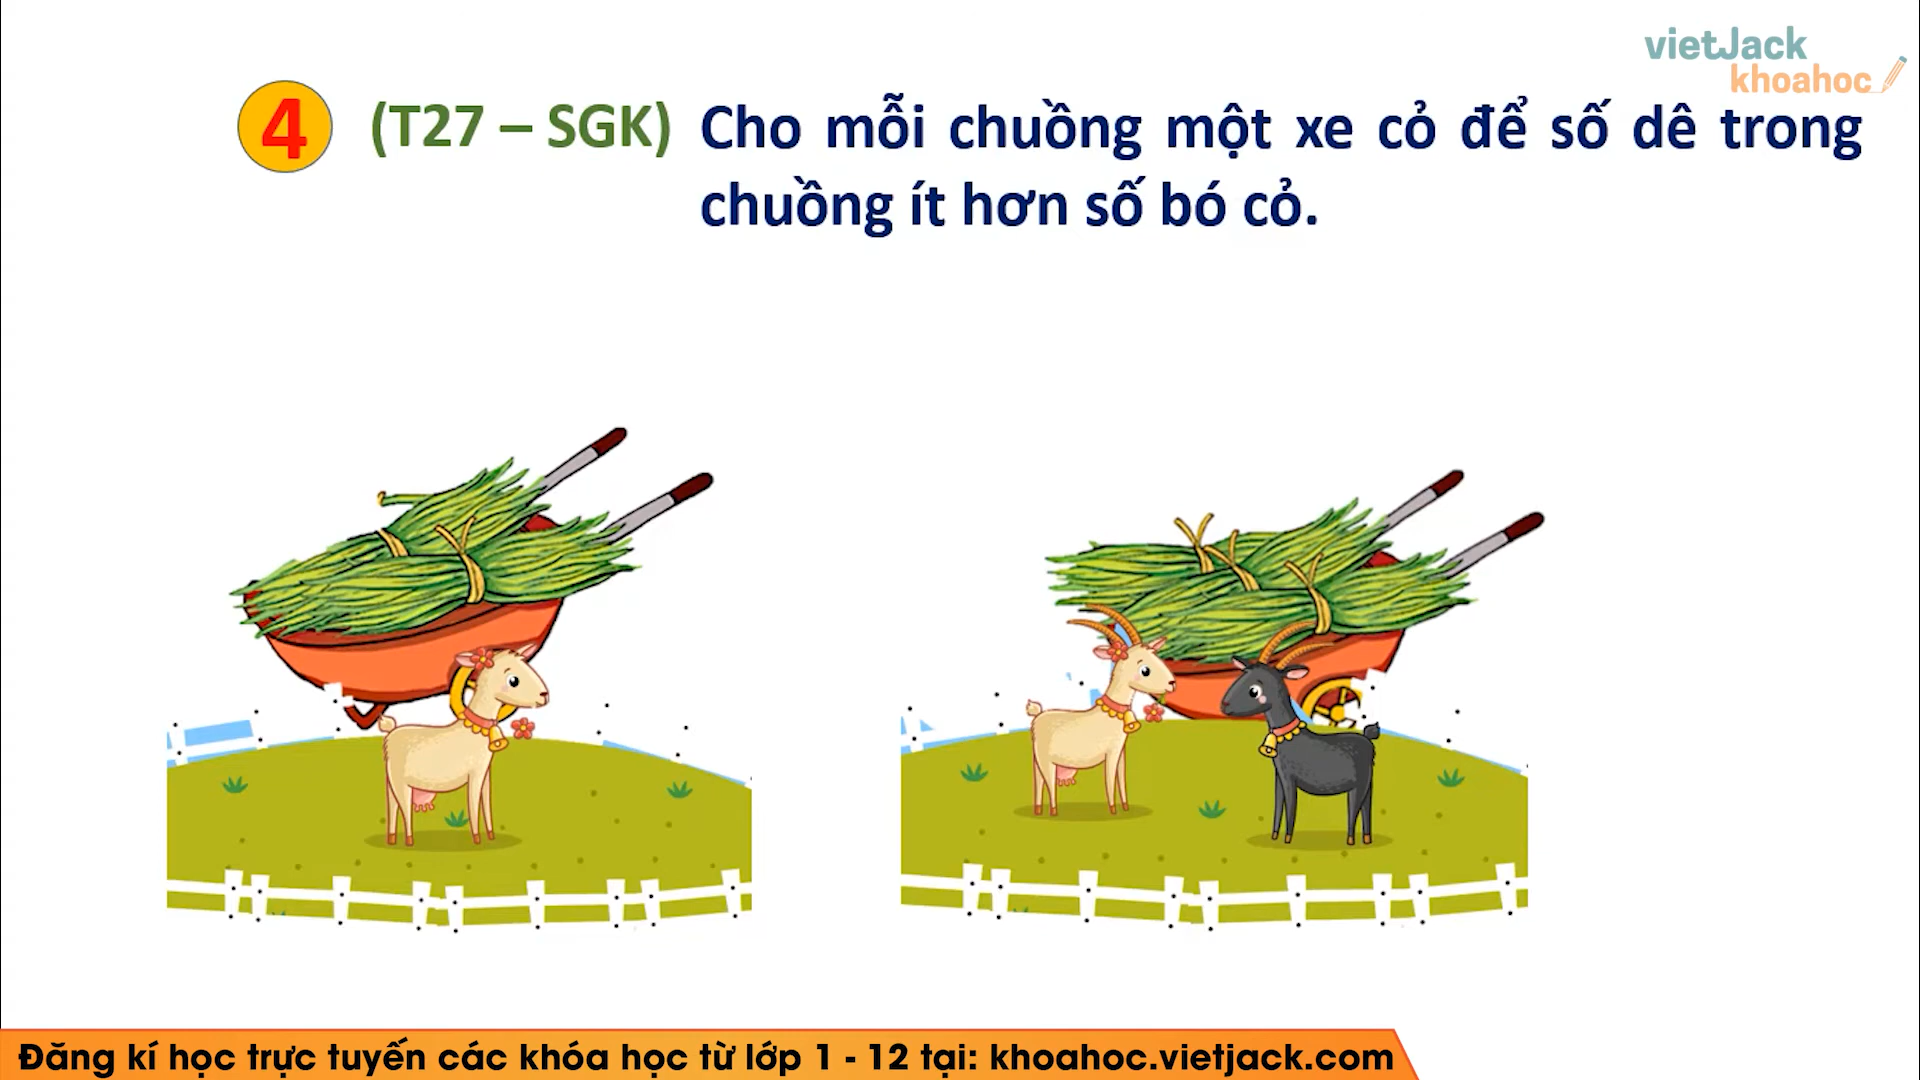 vietJack
khoahoc
4 (T27 – SGK) Cho mỗi chuồng một xe cỏ để số dê trong
chuồng ít hơn số bó cỏ.
Đăng kí học trực tuyến các khóa học từ lớp 1 - 12 tại: khoahoc.vietjack.com